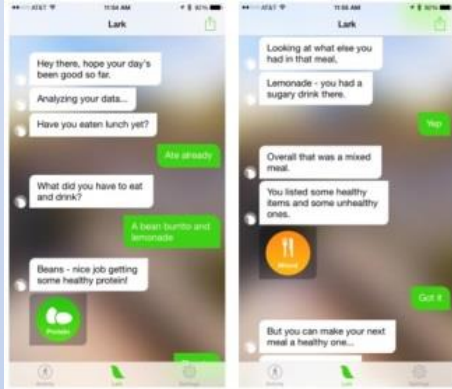 AT&T
11:54 AM
92%
Lark
Hey there, hope your day's
been good so far.
Analyzing your data...
Have you eaten lunch yet?
Ate already
What did you have to eat
and drink?
A bean burrito and
lemonade
Beans - nice job getting
some healthy protein!
Protein
Lark
Settings
AT&T
11:55 AM
92%
Lark
Looking at what else you
had in that meal,
Lemonade - you had a
sugary drink there.
Yep
Overall that was a mixed
meal.
You listed some healthy
items and some unhealthy
ones.
Mixed
Got it
But you can make your next
meal a healthy one...
Lark
Settings